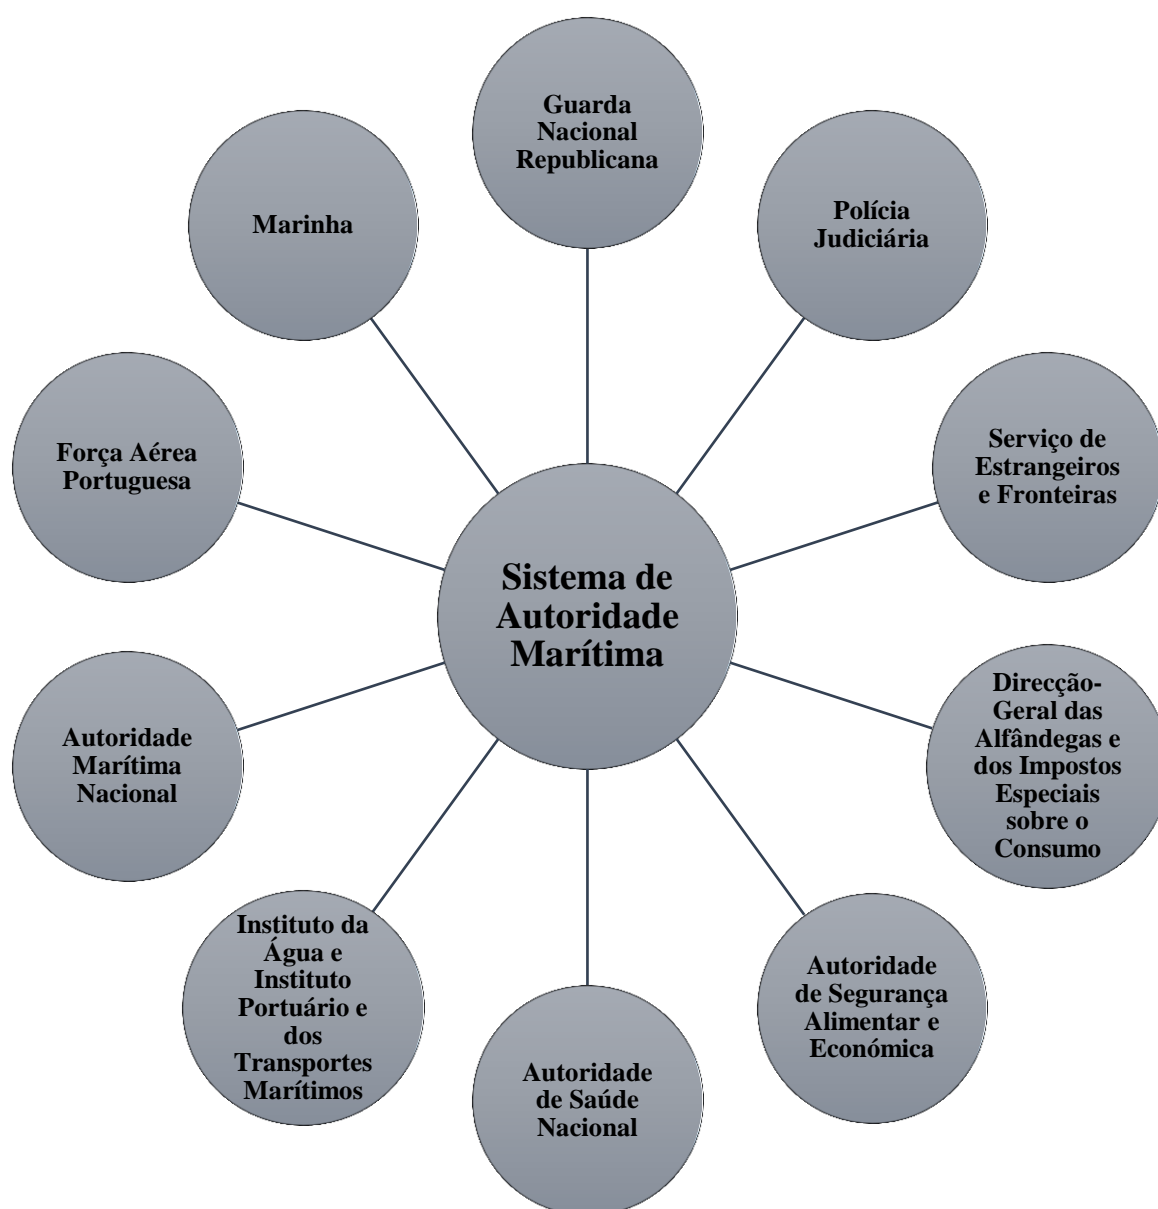 Guarda
Nacional
Republicana
Marinha
Polícia
Judiciária
Força Aérea
Portuguesa
Serviço de
Estrangeiros
e Fronteiras
Sistema de
Autoridade
Marítima
Autoridade
Marítima
Nacional
Direcção-
Geral das
Alfândegas e
dos Impostos
Especiais
sobre o
Consumo
Instituto da
Água e
Instituto
Portuário e
dos
Transportes
Marítimos
Autoridade
de Segurança
Alimentar e
Económica
Autoridade
de Saúde
Nacional